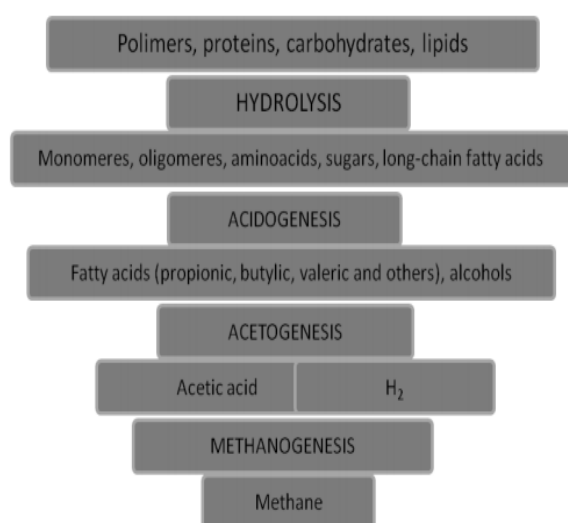 Polimers, proteins, carbohydrates, lipids
HYDROLYSIS
Monomeres, oligomeres, aminoacids, sugars, long-chain fatty acids
ACIDOGENESIS
Fatty acids (propionic, butylic, valeric and others), alcohols
ACETOGENESIS
Acetic acid H₂
METHANOGENESIS
Methane